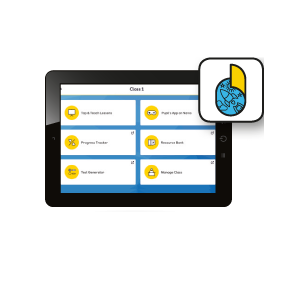 Class 1
Progress Tracker
Resource Bank
Test Generator
Manage Class